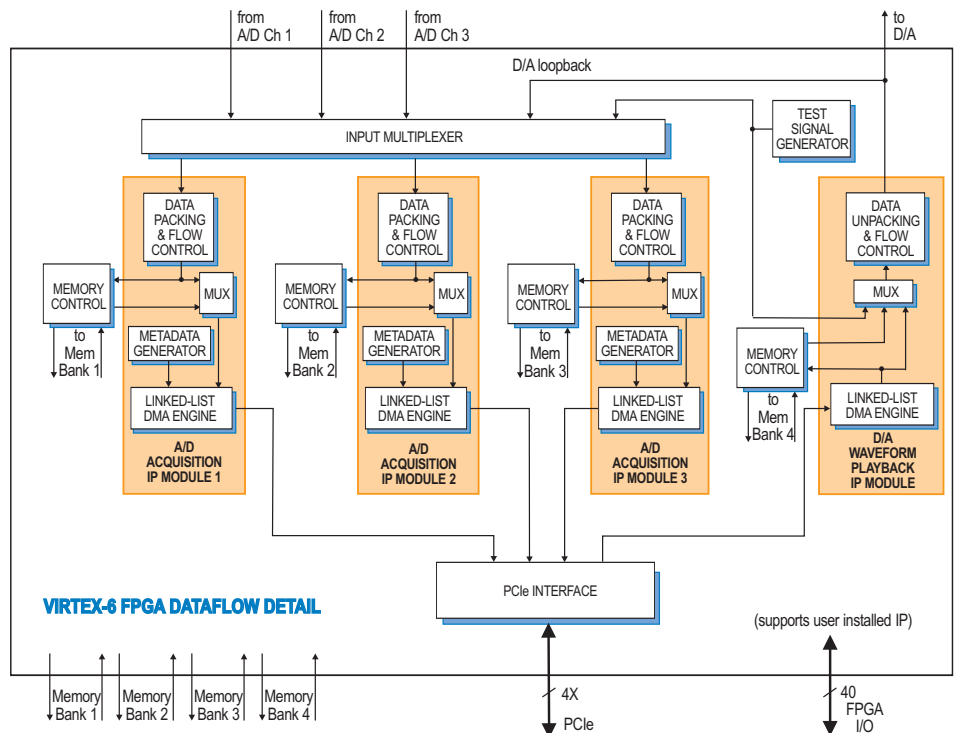 from
A/D Ch 1
from
A/D Ch 2
from
A/D Ch 3
to
D/A
D/A loopback
INPUT MULTIPLEXER
TEST
SIGNAL
GENERATOR
DATA
PACKING
& FLOW
CONTROL
DATA
PACKING
& FLOW
CONTROL
DATA
PACKING
& FLOW
CONTROL
DATA
UNPACKING
& FLOW
CONTROL
MEMORY
CONTROL
MUX
MEMORY
CONTROL
MUX
MEMORY
CONTROL
MUX
MUX
to
Mem
Bank 1
METADATA
GENERATOR
to
Mem
Bank 2
METADATA
GENERATOR
to
Mem
Bank 3
METADATA
GENERATOR
MEMORY
CONTROL
to
Mem
Bank 4
LINKED-LIST
DMA ENGINE
LINKED-LIST
DMA ENGINE
LINKED-LIST
DMA ENGINE
LINKED-LIST
DMA ENGINE
A/D
ACQUISITION
IP MODULE 1
A/D
ACQUISITION
IP MODULE 2
A/D
ACQUISITION
IP MODULE 3
D/A
WAVEFORM
PLAYBACK
IP MODULE
PCIe INTERFACE
VIRTEX-6 FPGA DATAFLOW DETAIL
(supports user installed IP)
Memory
Bank 1
Memory
Bank 2
Memory
Bank 3
Memory
Bank 4
4X
PCIe
40
FPGA
I/O